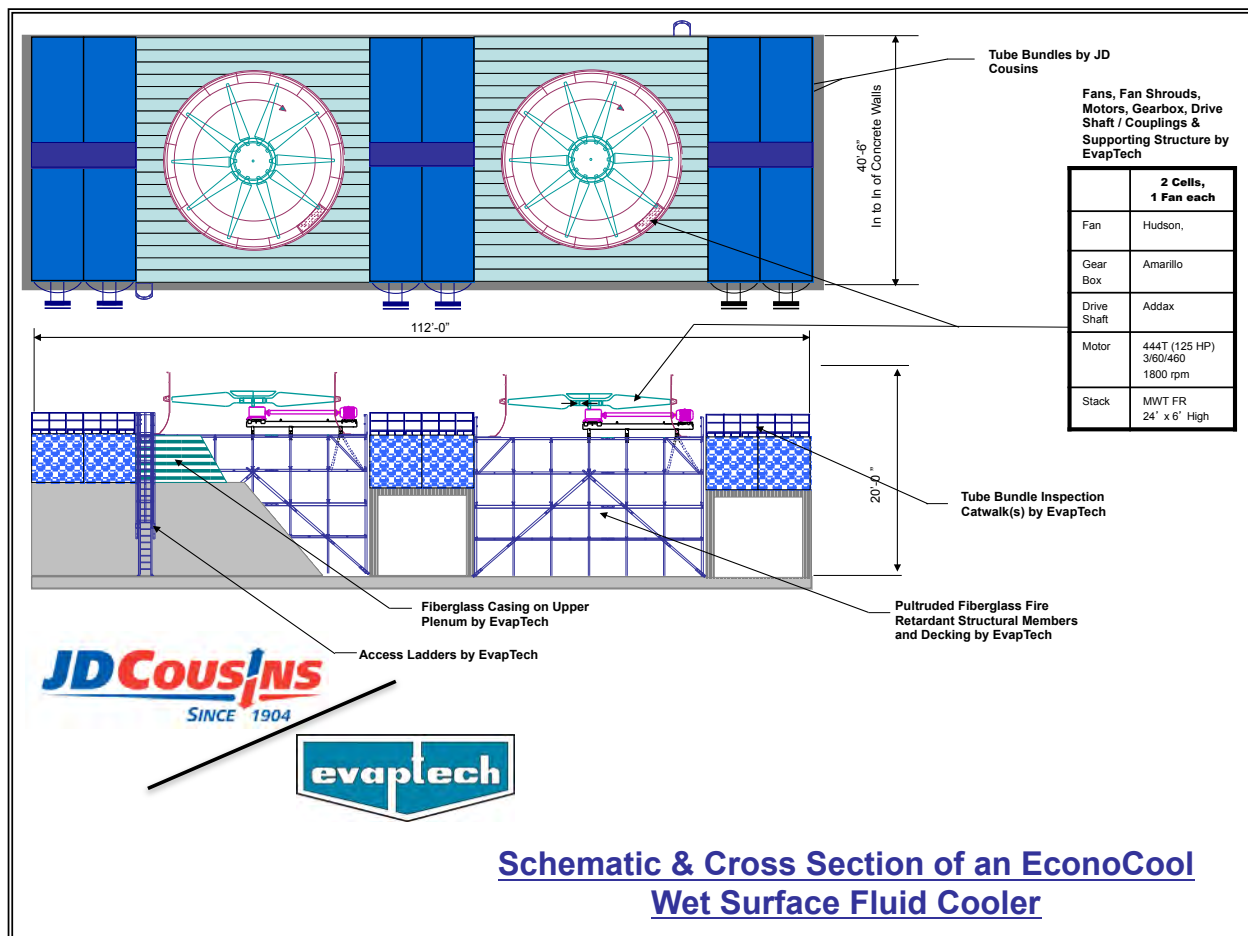 Tube Bundles by JD
Cousins
40'-6"
In to In of Concrete Walls
Fans, Fan Shrouds,
Motors, Gearbox, Drive
Shaft / Couplings &
Supporting Structure by
EvapTech
2 Cells,
1 Fan each
Fan
Hudson,
Gear
Box
Amarillo
Drive
Shaft
Addax
Motor
444T (125 HP)
3/60/460
1800 rpm
Stack
MWT FR
24' x 6' High
112'-0"
20'-0"
Tube Bundle Inspection
Catwalk(s) by EvapTech
Fiberglass Casing on Upper
Plenum by EvapTech
Pultruded Fiberglass Fire
Retardant Structural Members
and Decking by EvapTech
Access Ladders by EvapTech
JD Cousins
SINCE 1904
evaptech
Schematic & Cross Section of an EconoCool
Wet Surface Fluid Cooler